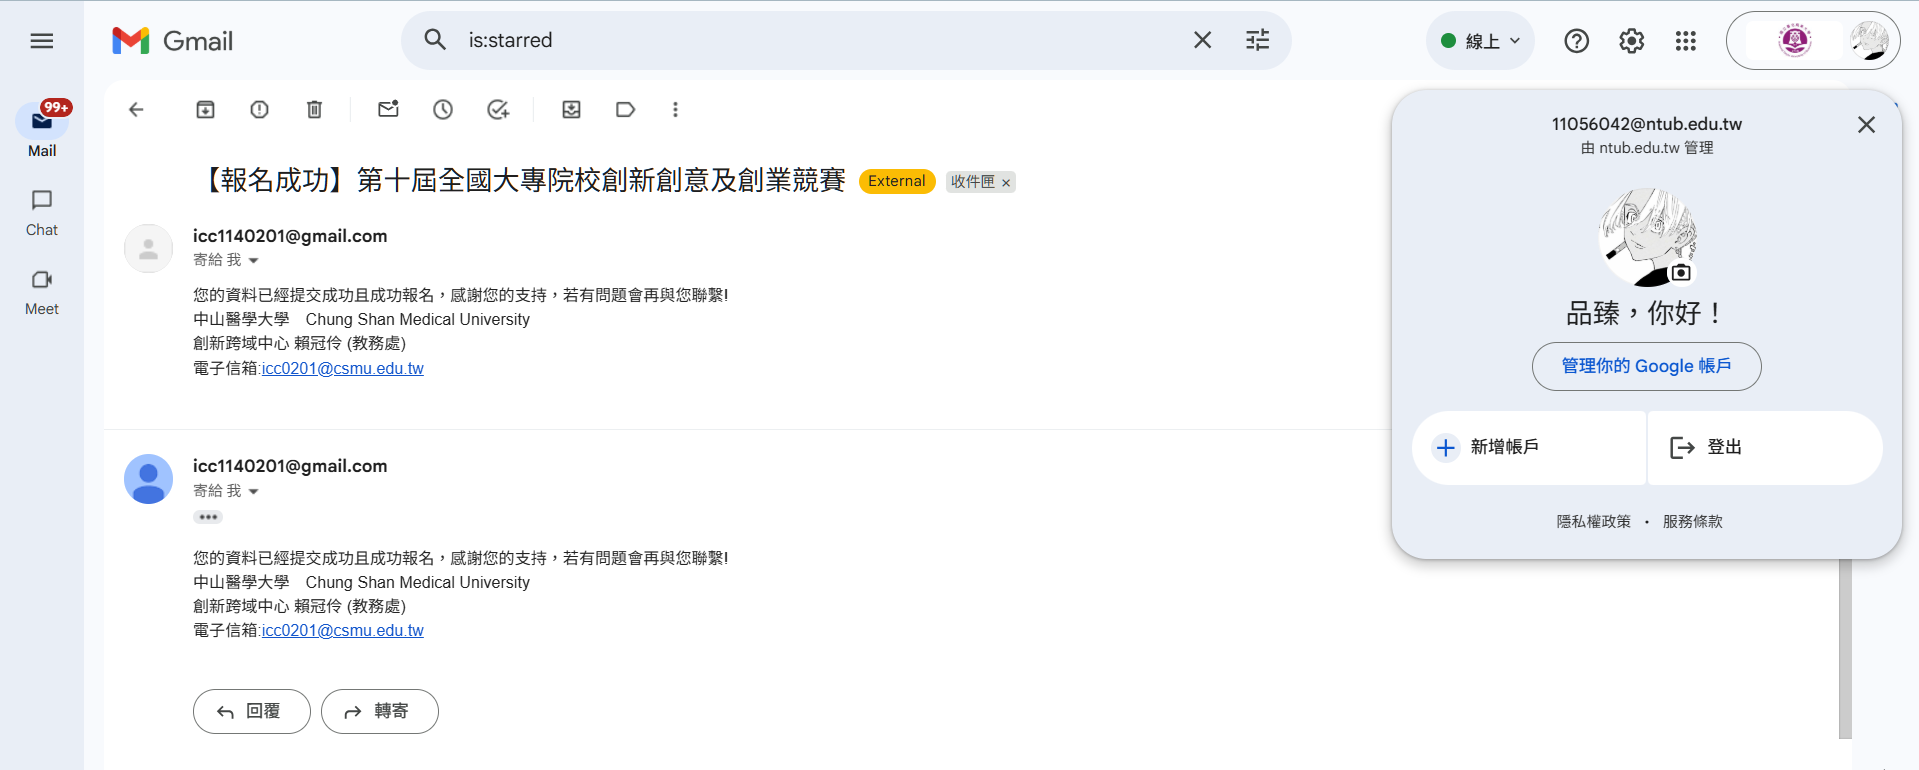 Gmail
is:starred
線上
99+
Mail
Chat
Meet
【報名成功】第十屆全國大專院校創新創意及創業競賽 External 收件匣 ×
icc1140201@gmail.com
寄給 我
您的資料已經提交成功且成功報名，感謝您的支持，若有問題會再與您聯繫!
中山醫學大學 Chung Shan Medical University
創新跨域中心 賴冠伶 (教務處)
電子信箱:icc0201@csmu.edu.tw
icc1140201@gmail.com
寄給 我
您的資料已經提交成功且成功報名，感謝您的支持，若有問題會再與您聯繫!
中山醫學大學 Chung Shan Medical University
創新跨域中心 賴冠伶 (教務處)
電子信箱:icc0201@csmu.edu.tw
回覆
轉寄
11056042@ntub.edu.tw
由 ntub.edu.tw 管理
品臻，你好！
管理你的 Google 帳戶
新增帳戶
登出
隱私權政策 • 服務條款